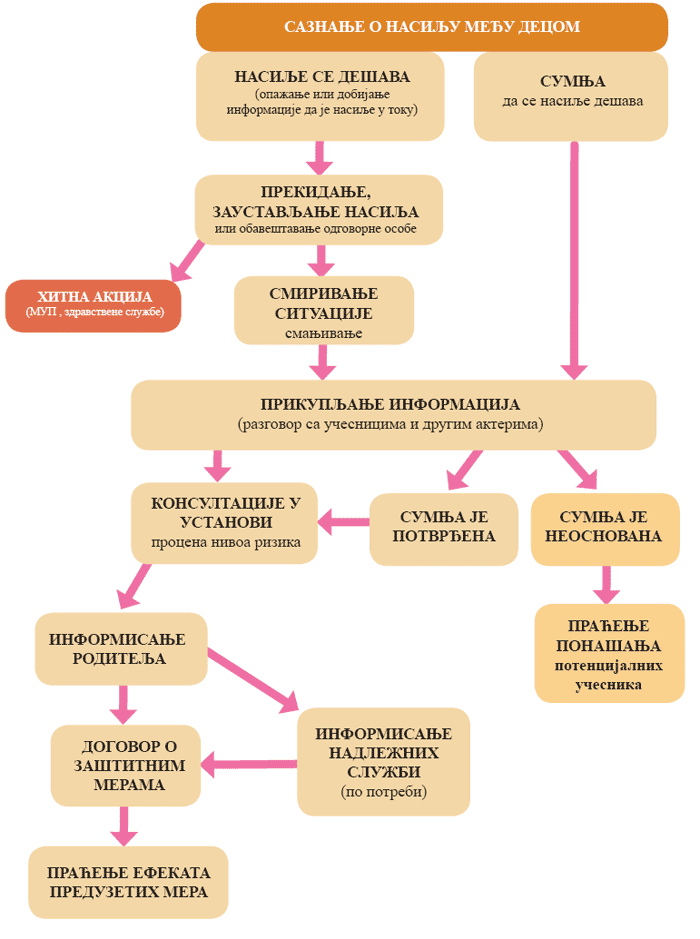 САЗНАЊЕ О НАСИЉУ МЕЂУ ДЕЦОМ
НАСИЉЕ СЕ ДЕШАВА
(опажање или добијање
информације да је насиље у току)
СУМЊА
да се насиље дешава
ПРЕКИДАЊЕ,
ЗАУСТАВЉАЊЕ НАСИЉА
или обавештавање одговорне особе
ХИТНА АКЦИЈА
(МУП , здравствене службе)
СМИРИВАЊЕ
СИТУАЦИЈЕ
смањивање
ПРИКУПЉАЊЕ ИНФОРМАЦИЈА
(разговор са учесницима и другим актерима)
КОНСУЛТАЦИЈЕ У
УСТАНОВИ
процена нивоа ризика
СУМЊА ЈЕ
ПОТВРЂЕНА
СУМЊА ЈЕ
НЕОСНОВАНА
ПРАЋЕЊЕ
ПОНАШАЊА
потенцијалних
учесника
ИНФОРМИСАЊЕ
РОДИТЕЉА
ИНФОРМИСАЊЕ
НАДЛЕЖНИХ
СЛУЖБИ
(по потреби)
ДОГОВОР О
ЗАШТИТНИМ
МЕРАМА
ПРАЋЕЊЕ ЕФЕКАТА
ПРЕДУЗЕТИХ МЕРА